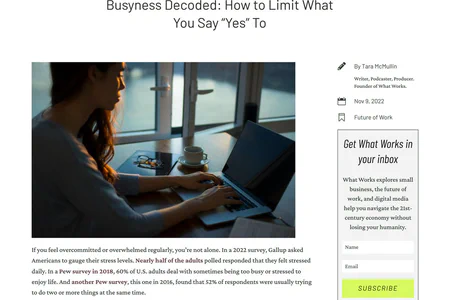 Busyness Decoded: How to Limit What
You Say “Yes” To
By Tara McMullin
Writer, Podcaster, Producer.
Founder of What Works.
Nov 9, 2022
Future of Work
Get What Works in
your inbox
What Works explores small
business, the future of
work, and digital media
help you navigate the 21st-
century economy without
losing your humanity.
Name
Email
SUBSCRIBE
If you feel overcommitted or overwhelmed regularly, you’re not alone. In a 2022 survey, Gallup asked
Americans to gauge their stress levels. Nearly half of the adults polled responded that they felt stressed
daily. In a Pew survey in 2018, 60% of U.S. adults deal with sometimes being too busy or stressed to
enjoy life. And another Pew survey, this one in 2016, found that 52% of respondents were usually trying
to do two or more things at the same time.